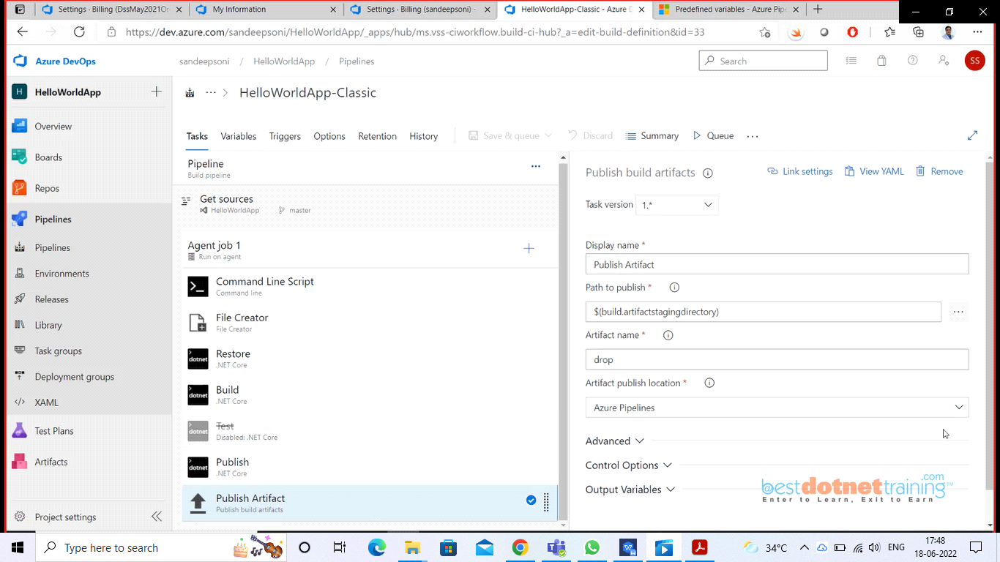 Settings · Billing (DssMay2021Or
My Information
Settings · Billing (sandeepsoni) -
HelloWorldApp-Classic - Azure D
Predefined variables - Azure Pip
https://dev.azure.com/sandeepsoni/HelloWorldApp/_apps/hub/ms.vss-ciworkflow.build-ci-hub?_a=edit-build-definition&id=33
Azure DevOps
sandeepsoni / HelloWorldApp / Pipelines
Search
SS
H HelloWorldApp
Overview
Boards
Repos
Pipelines
Pipelines
Environments
Releases
Library
Task groups
Deployment groups
XAML
Test Plans
Artifacts
Project settings
··· > HelloWorldApp-Classic
Tasks Variables Triggers Options Retention History Save & queue Discard Summary Queue ...
Pipeline
Build pipeline
Get sources
HelloWorldApp master
Agent job 1
Run on agent
Command Line Script
Command line
File Creator
File Creator
dotnet Restore
.NET Core
dotnet Build
.NET Core
dotnet Test
Disabled: .NET Core
dotnet Publish
.NET Core
Publish Artifact
Publish build artifacts
Publish build artifacts
Link settings View YAML Remove
Task version 1.*
Display name *
Publish Artifact
Path to publish *
$(build.artifactstagingdirectory)
Artifact name *
drop
Artifact publish location *
Azure Pipelines
Advanced
Control Options
Output Variables
@bestdotnettraining.com™
Enter to Learn, Exit to Earn
Type here to search
34°C
ENG
17:48
18-06-2022